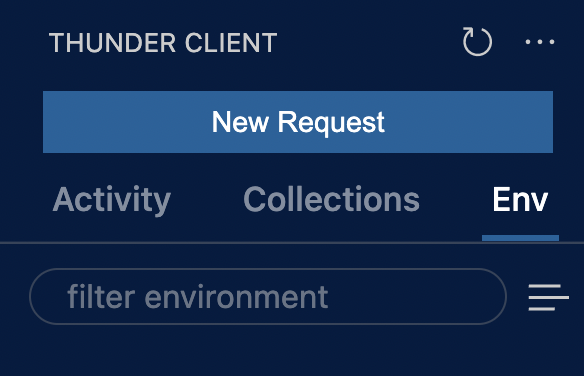 THUNDER CLIENT
New Request
Activity Collections Env
filter environment